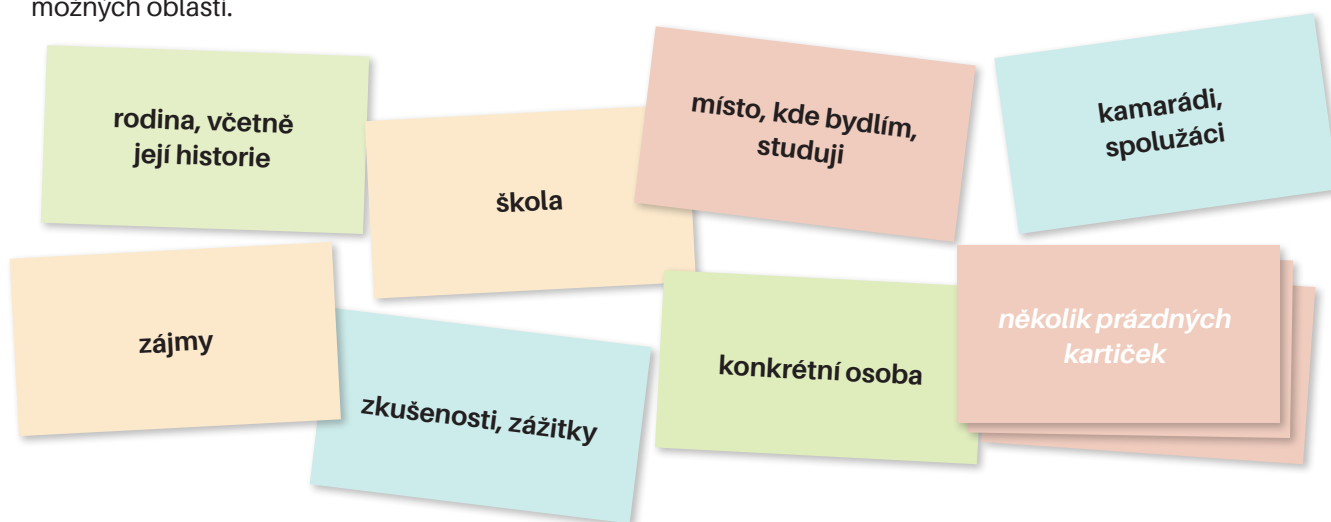 možných oblastí.
rodina, včetně
její historie
škola
místo, kde bydlím,
studuji
kamarádi,
spolužáci
zájmy
zkušenosti, zážitky
konkrétní osoba
několik prázdných
kartiček